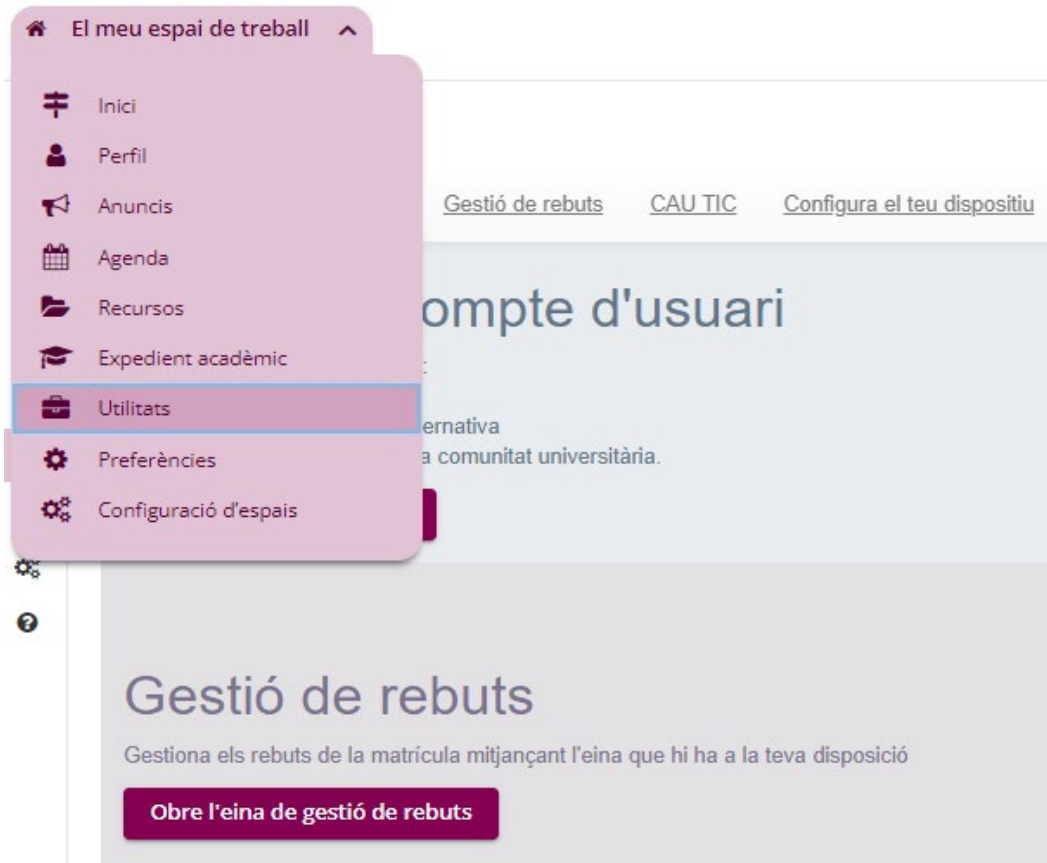 El meu espai de treball
Inici
Perfil
Anuncis
Agenda
Recursos
Expedient acadèmic
Utilitats
Preferències
Configuració d'espais
Gestió de rebuts CAU TIC Configura el teu dispositiu
ompte d'usuari
:
ernativa
a comunitat universitària.
Gestió de rebuts
Gestiona els rebuts de la matrícula mitjançant l'eina que hi ha a la teva disposició
Obre l'eina de gestió de rebuts